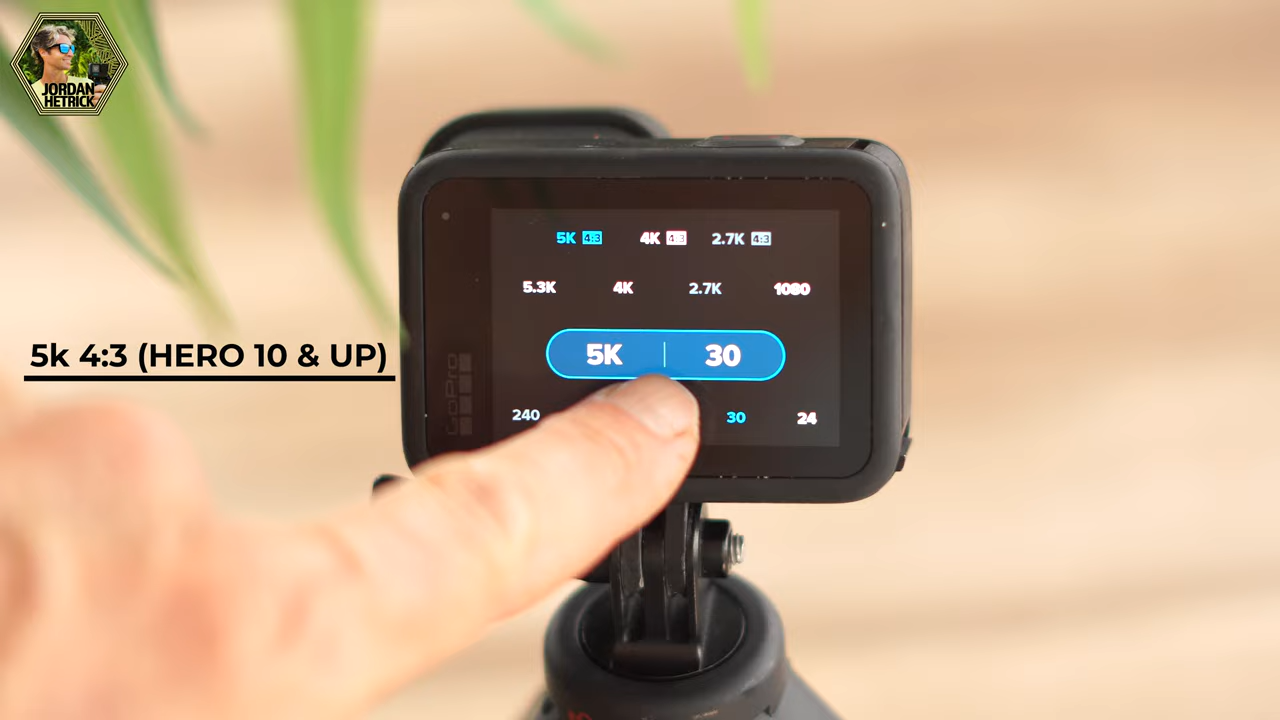 JORDAN
HETRICK
5K 4:3 4K 4:3 2.7K 4:3
5.3K 4K 2.7K 1080
5k 4:3 (HERO 10 & UP)
5K | 30
GoPro
240 30 24